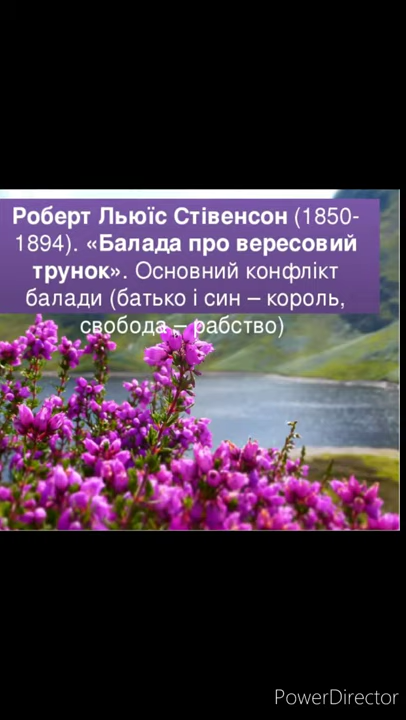 Роберт Льюїс Стівенсон (1850-
1894). «Балада про вересовий
трунок». Основний конфлікт
балади (батько і син – король,
свобода – рабство)
PowerDirector